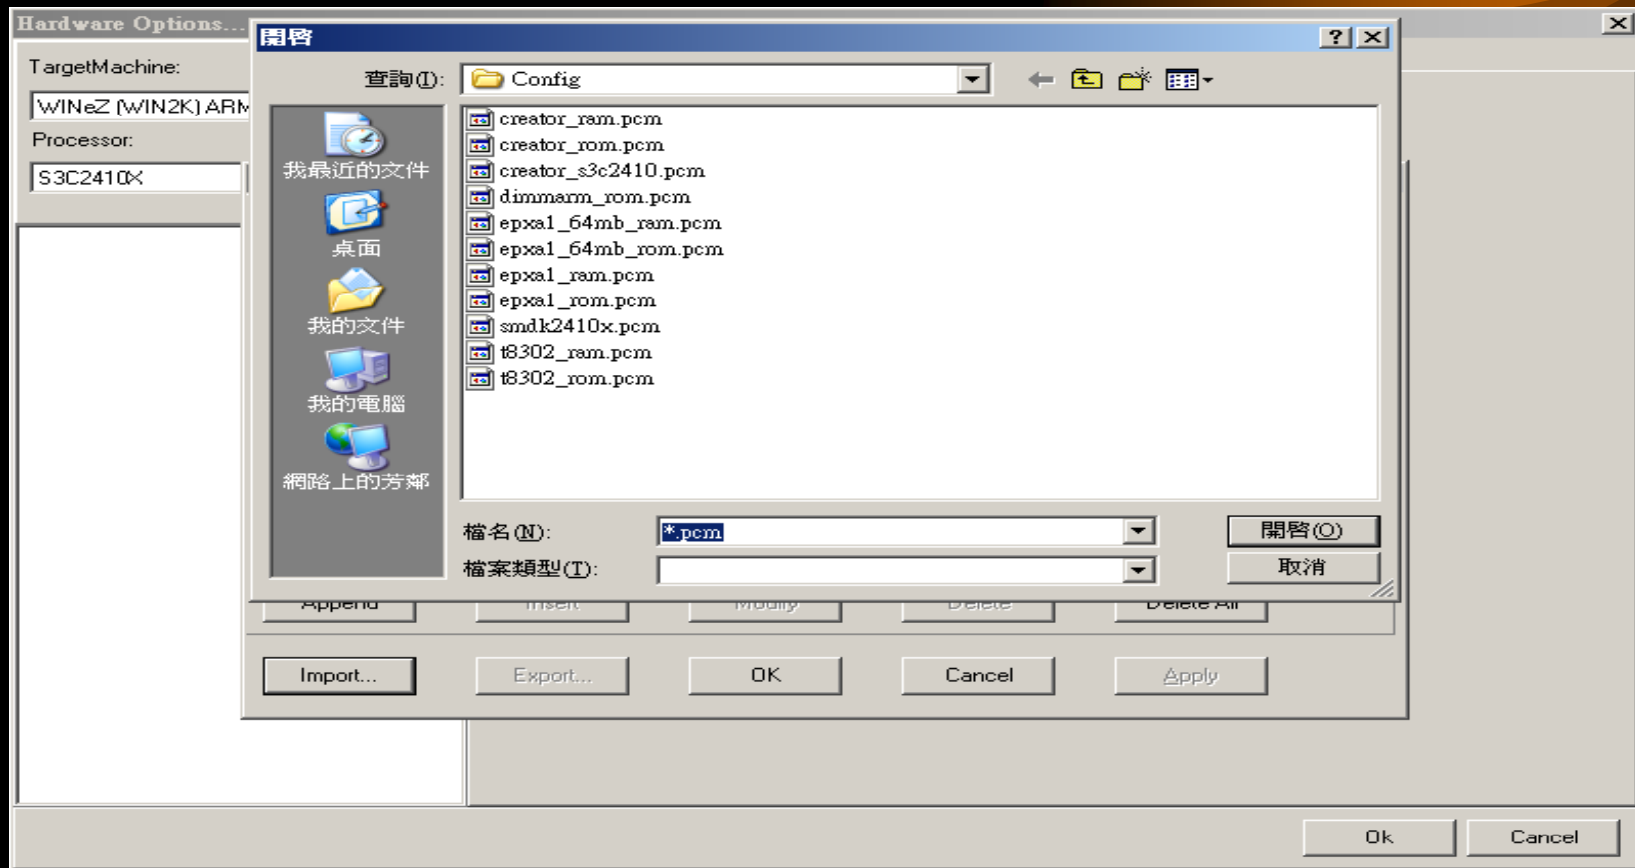 Hardware Options...
TargetMachine:
WINeZ (WIN2K) ARM
Processor:
S3C2410X
開啓
查詢(I):
Config
我最近的文件
桌面
我的文件
我的電腦
網路上的芳鄰
creator_ram.pcm
creator_rom.pcm
creator_s3c2410.pcm
dimmarm_rom.pcm
epxa1_64mb_ram.pcm
epxa1_64mb_rom.pcm
epxa1_ram.pcm
epxa1_rom.pcm
smdk2410x.pcm
t8302_ram.pcm
t8302_rom.pcm
檔名(N):
*.pcm
開啓(O)
檔案類型(T):
取消
Append
Insert
Modify
Delete
Delete All
Import...
Export...
OK
Cancel
Apply
Ok
Cancel